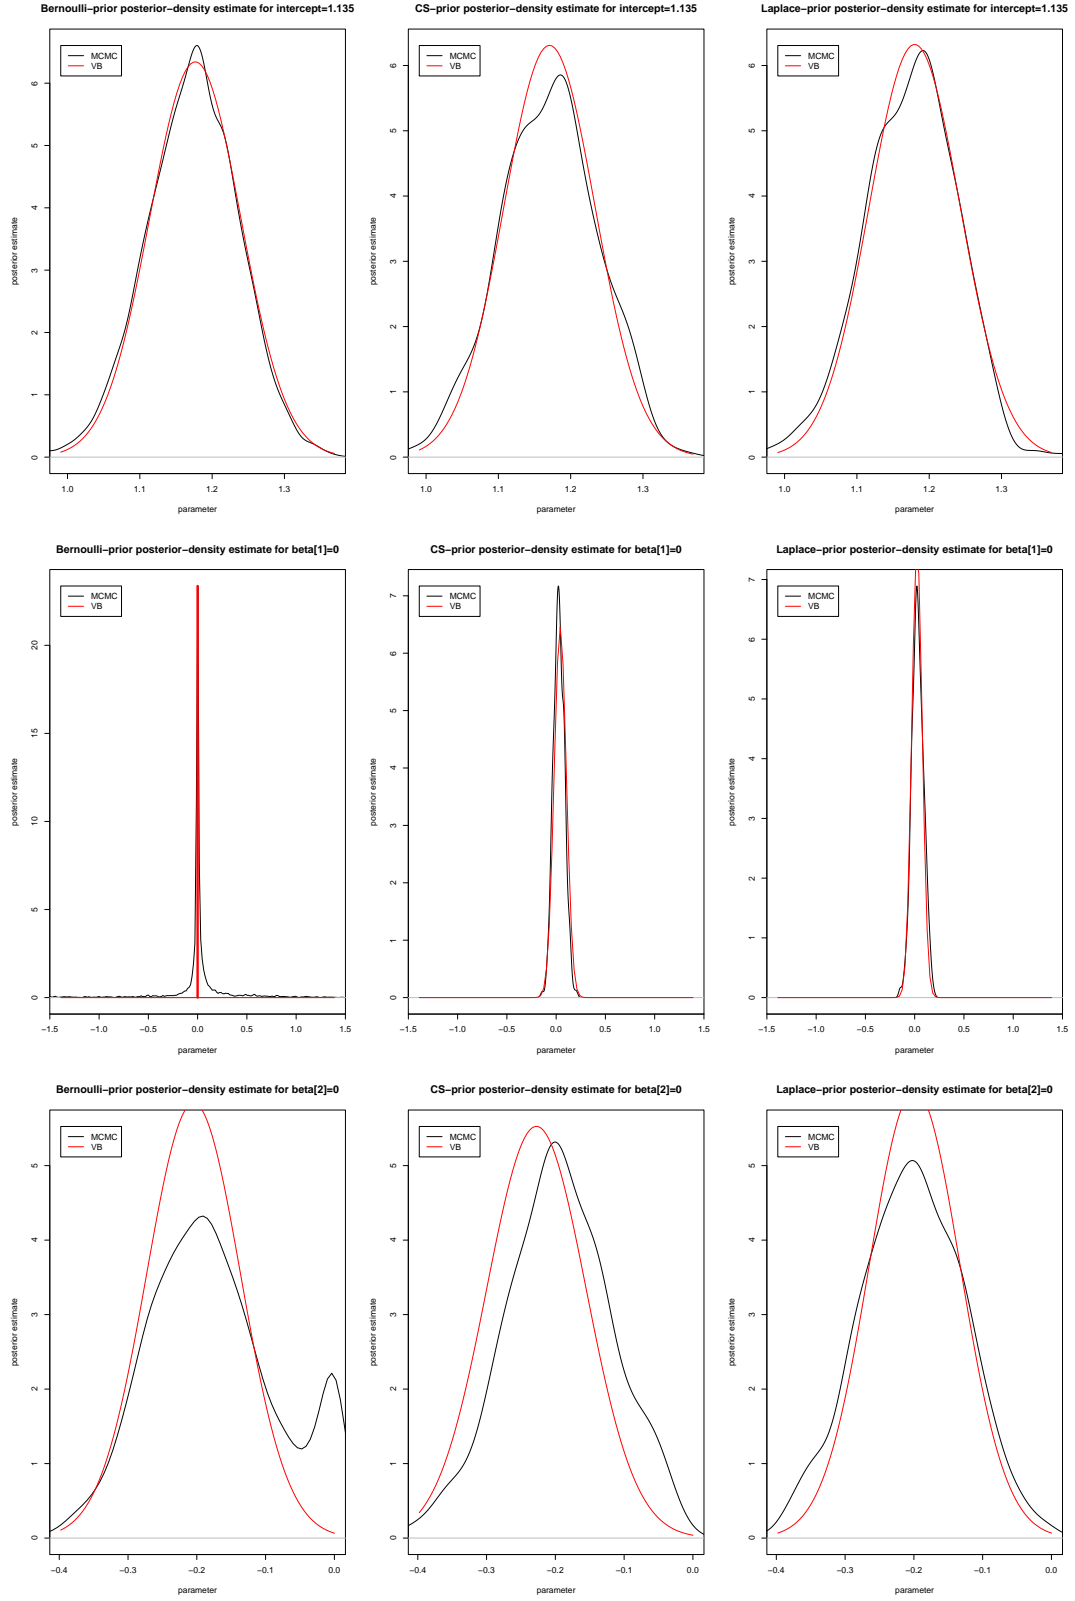 Bernoulli−prior posterior−density estimate for intercept=1.135
MCMC
VB
posterior estimate
0 1 2 3 4 5 6
1.0 1.1 1.2 1.3
parameter
CS−prior posterior−density estimate for intercept=1.135
MCMC
VB
posterior estimate
0 1 2 3 4 5 6
1.0 1.1 1.2 1.3
parameter
Laplace−prior posterior−density estimate for intercept=1.135
MCMC
VB
posterior estimate
0 1 2 3 4 5 6
1.0 1.1 1.2 1.3
parameter
Bernoulli−prior posterior−density estimate for beta[1]=0
MCMC
VB
posterior estimate
0 5 10 15 20
−1.5 −1.0 −0.5 0.0 0.5 1.0 1.5
parameter
CS−prior posterior−density estimate for beta[1]=0
MCMC
VB
posterior estimate
0 1 2 3 4 5 6 7
−1.5 −1.0 −0.5 0.0 0.5 1.0 1.5
parameter
Laplace−prior posterior−density estimate for beta[1]=0
MCMC
VB
posterior estimate
0 1 2 3 4 5 6 7
−1.5 −1.0 −0.5 0.0 0.5 1.0 1.5
parameter
Bernoulli−prior posterior−density estimate for beta[2]=0
MCMC
VB
posterior estimate
0 1 2 3 4 5
−0.4 −0.3 −0.2 −0.1 0.0
parameter
CS−prior posterior−density estimate for beta[2]=0
MCMC
VB
posterior estimate
0 1 2 3 4 5
−0.4 −0.3 −0.2 −0.1 0.0
parameter
Laplace−prior posterior−density estimate for beta[2]=0
MCMC
VB
posterior estimate
0 1 2 3 4 5
−0.4 −0.3 −0.2 −0.1 0.0
parameter